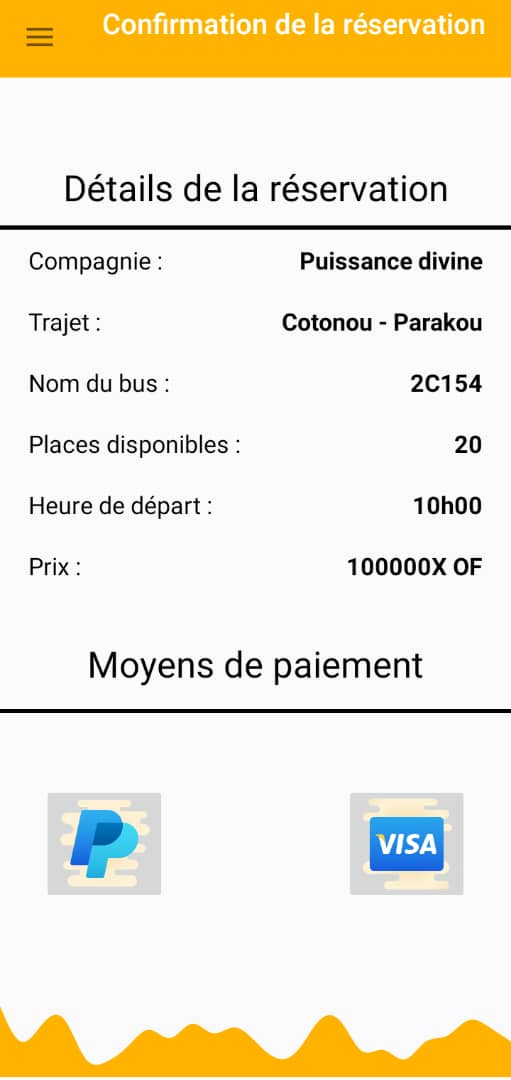 Confirmation de la réservation
Détails de la réservation
Compagnie : Puissance divine
Trajet : Cotonou - Parakou
Nom du bus : 2C154
Places disponibles : 20
Heure de départ : 10h00
Prix : 100000X OF
Moyens de paiement
VISA